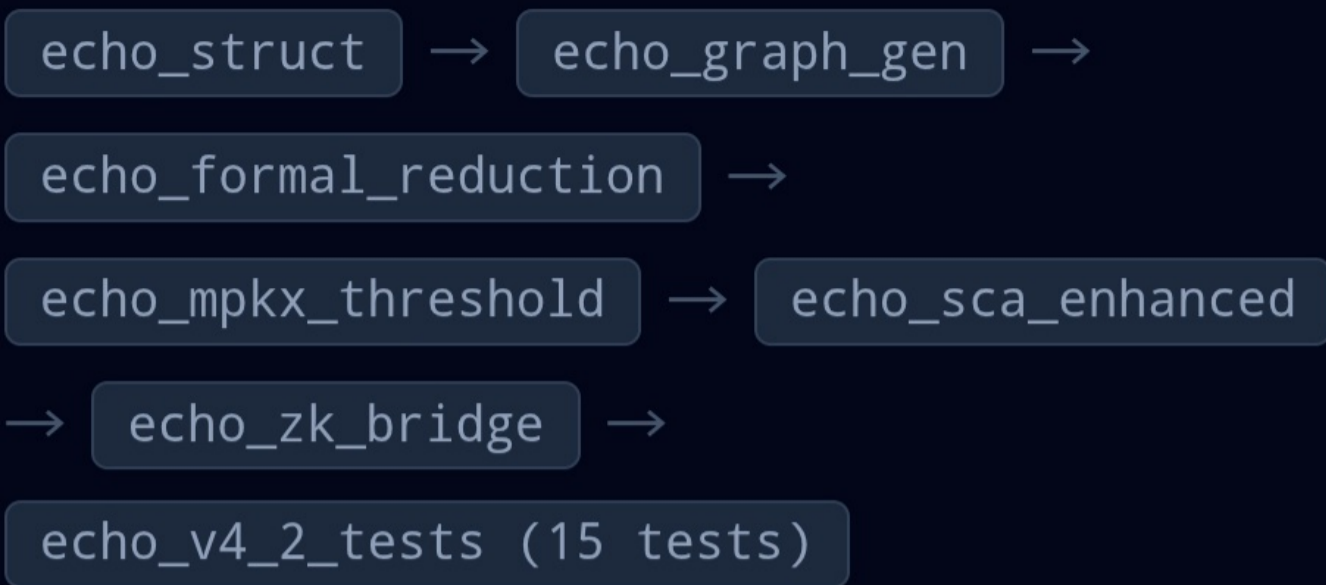 echo_struct → echo_graph_gen →
echo_formal_reduction →
echo_mpkx_threshold → echo_sca_enhanced
→ echo_zk_bridge →
echo_v4_2_tests (15 tests)